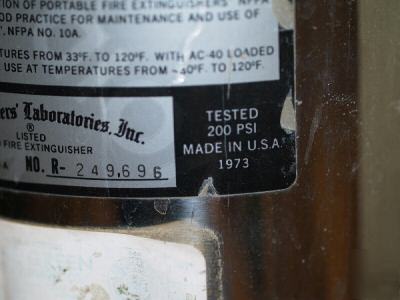 ION OF PORTABLE FIRE EXTINGUISHERS" NFPA
OD PRACTICE FOR MAINTENANCE AND USE OF
", NFPA NO. 10A.
TURES FROM 33°F. TO 120°F. WITH AC-40 LOADED
USE AT TEMPERATURES FROM -40°F. TO 120°F.
ers' Laboratories, Inc.
®
LISTED
FIRE EXTINGUISHER
A NO. R- 249,696
TESTED
200 PSI
MADE IN U.S.A.
1973